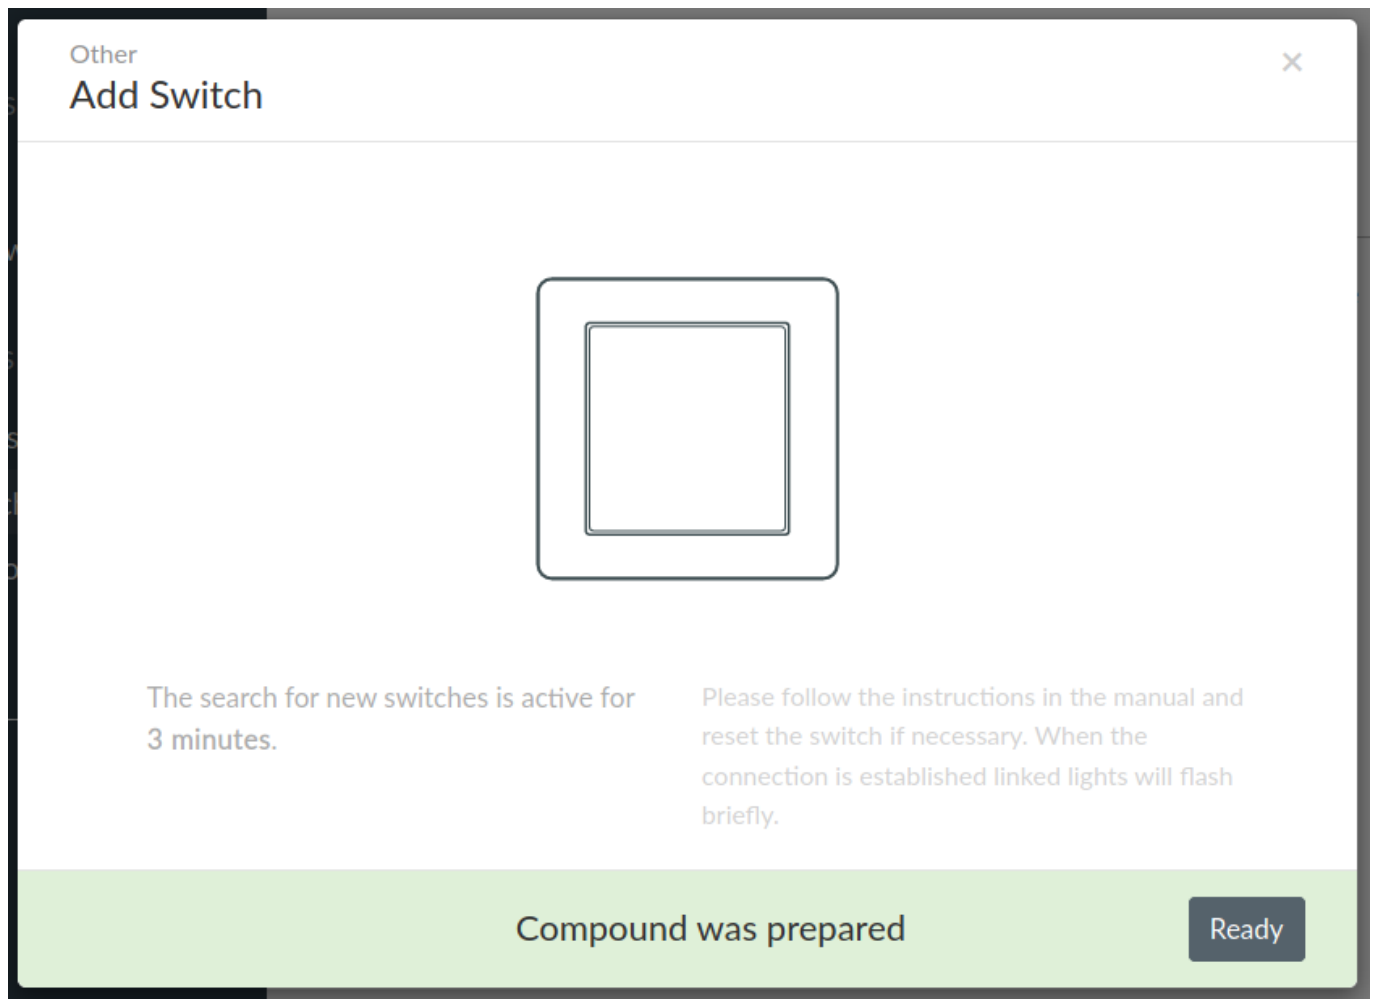 Other
Add Switch
×
The search for new switches is active for
3 minutes.
Please follow the instructions in the manual and
reset the switch if necessary. When the
connection is established linked lights will flash
briefly.
Compound was prepared
Ready